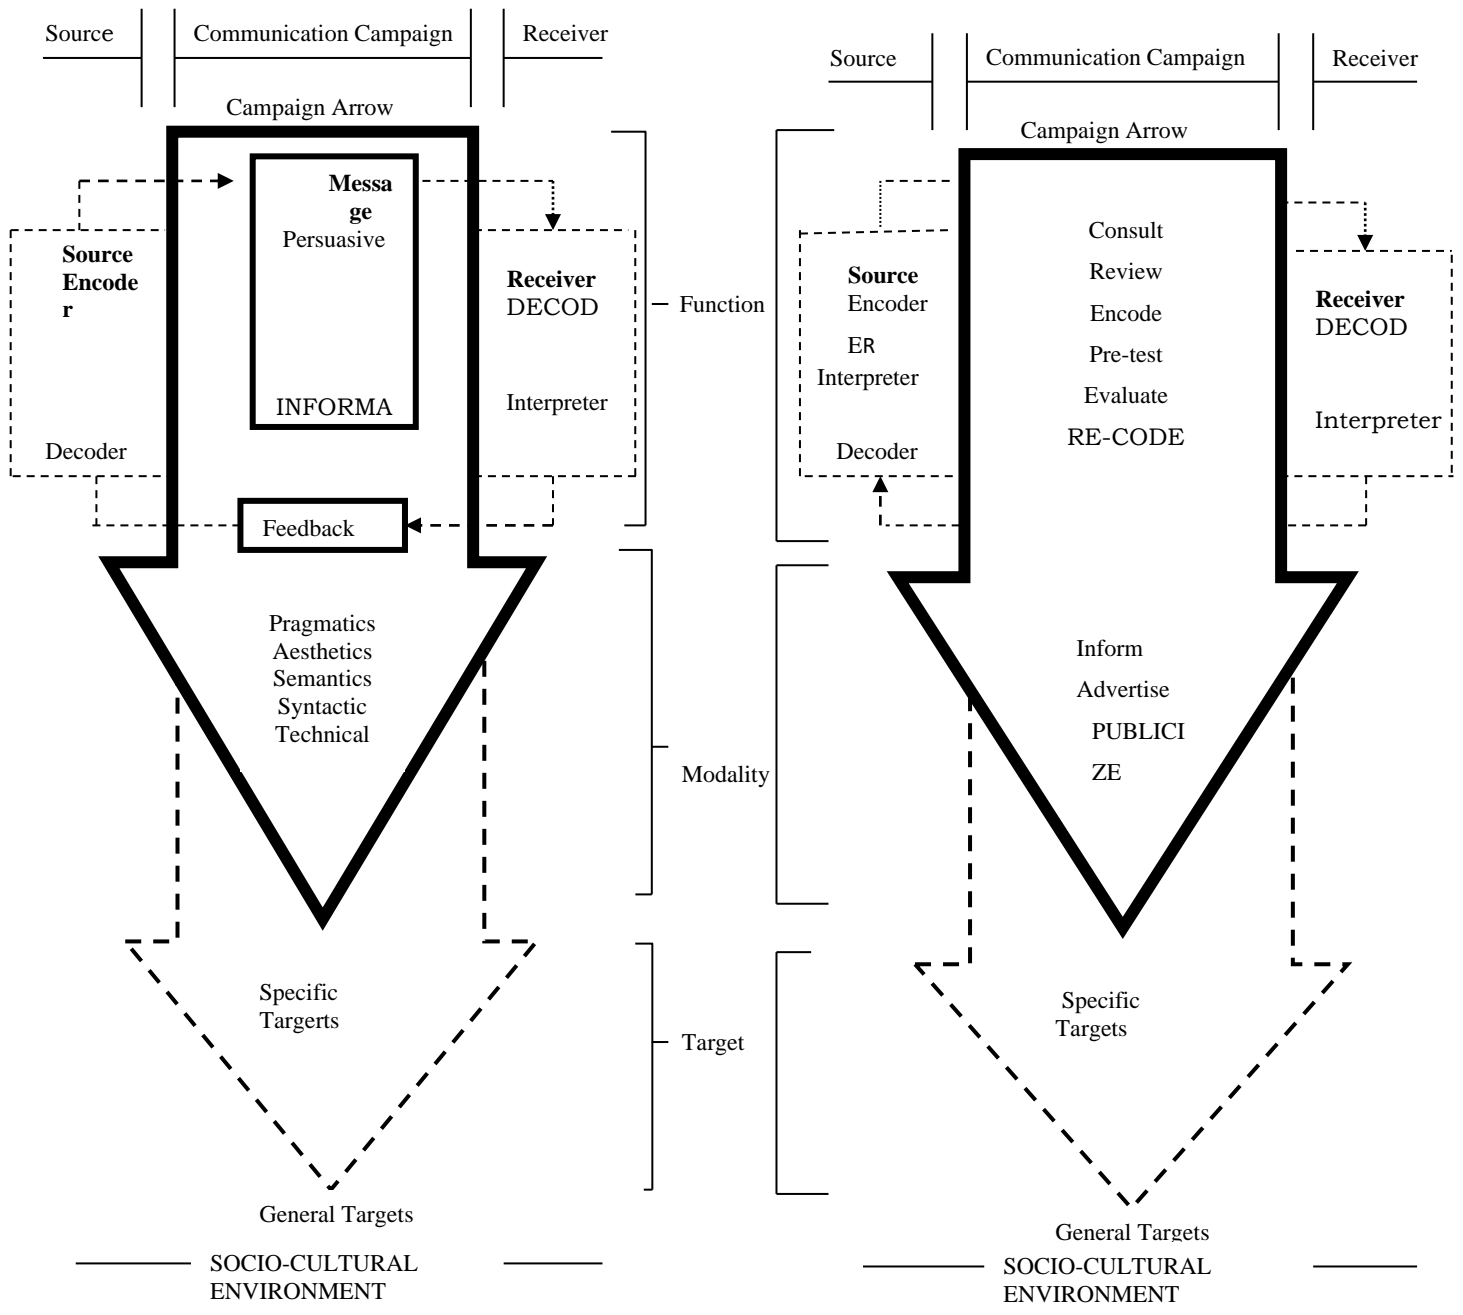 Source
Communication Campaign
Receiver
Campaign Arrow
Messa
ge
Persuasive
Source
Encode
r
Receiver
DECOD
INFORMA
Interpreter
Decoder
Feedback
Pragmatics
Aesthetics
Semantics
Syntactic
Technical
Specific
Targerts
General Targets
SOCIO-CULTURAL
ENVIRONMENT
Function
Modality
Target
Source
Communication Campaign
Receiver
Campaign Arrow
Source
Encoder
ER
Interpreter
Decoder
Consult
Review
Encode
Pre-test
Evaluate
RE-CODE
Receiver
DECOD
Interpreter
Inform
Advertise
PUBLICI
ZE
Specific
Targets
General Targets
SOCIO-CULTURAL
ENVIRONMENT